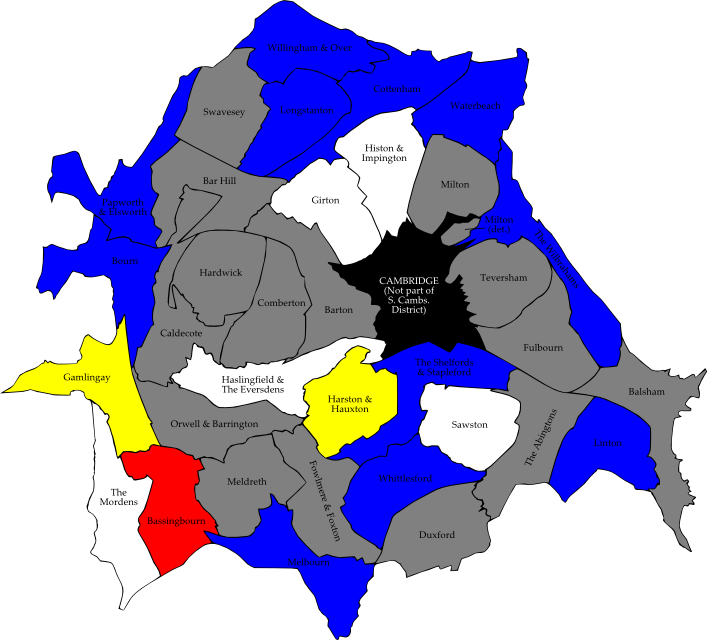 Willingham & Over
Cottenham
Waterbeach
Swavesey
Longstanton
Histon &
Impington
Bar Hill
Milton
Girton
Papworth
& Elsworth
Milton
(det.)
The Wilbrahams
Bourn
Hardwick
CAMBRIDGE
(Not part of
S. Cambs.
District)
Teversham
Comberton
Barton
Caldecote
Fulbourn
The Shelfords
& Stapleford
Gamlingay
Haslingfield &
The Eversdens
Harston &
Hauxton
Balsham
Orwell & Barrington
Sawston
The Abingtons
Linton
Meldreth
Fowlmere & Foxton
Whittlesford
The
Mordens
Bassingbourn
Duxford
Melbourn